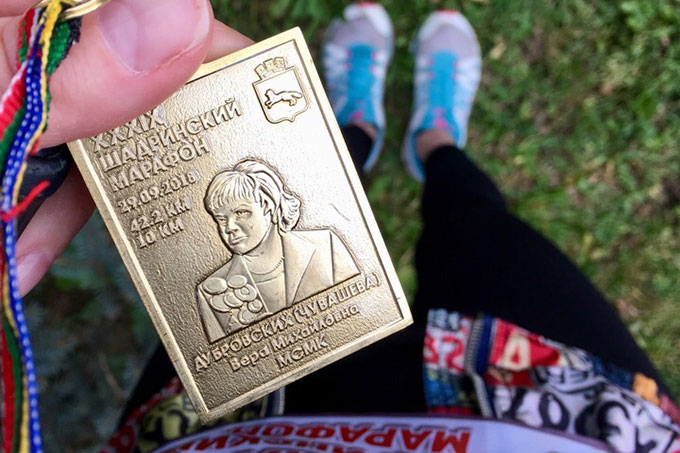 XXXIX
ШАДРИНСКИЙ
МАРАФОН
29.09.2018
42.2 КМ
10 КМ
ДУБРОВСКИХ (ЧУВАШЕВА)
Вера Михайловна
МСМК
МАРАФОН